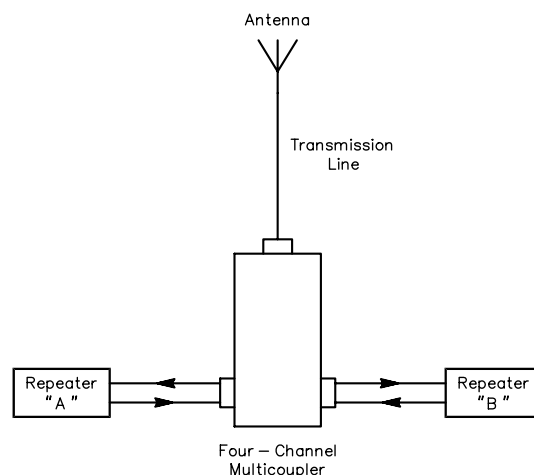 Antenna
Transmission
Line
Repeater
"A"
Repeater
"B"
Four – Channel
Multicoupler